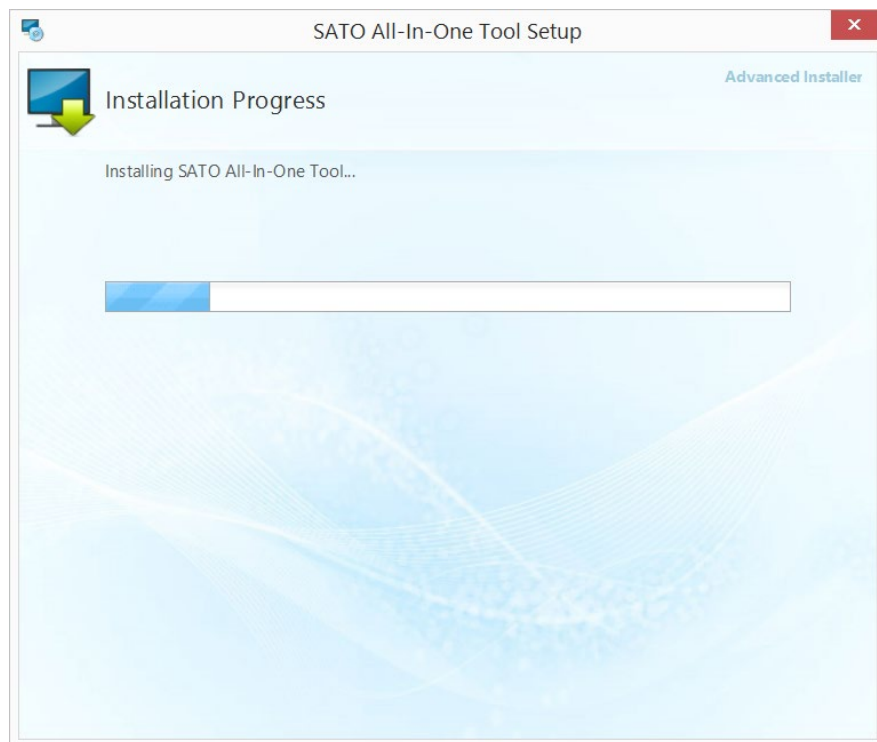 SATO All-In-One Tool Setup
Advanced Installer
Installation Progress
Installing SATO All-In-One Tool...